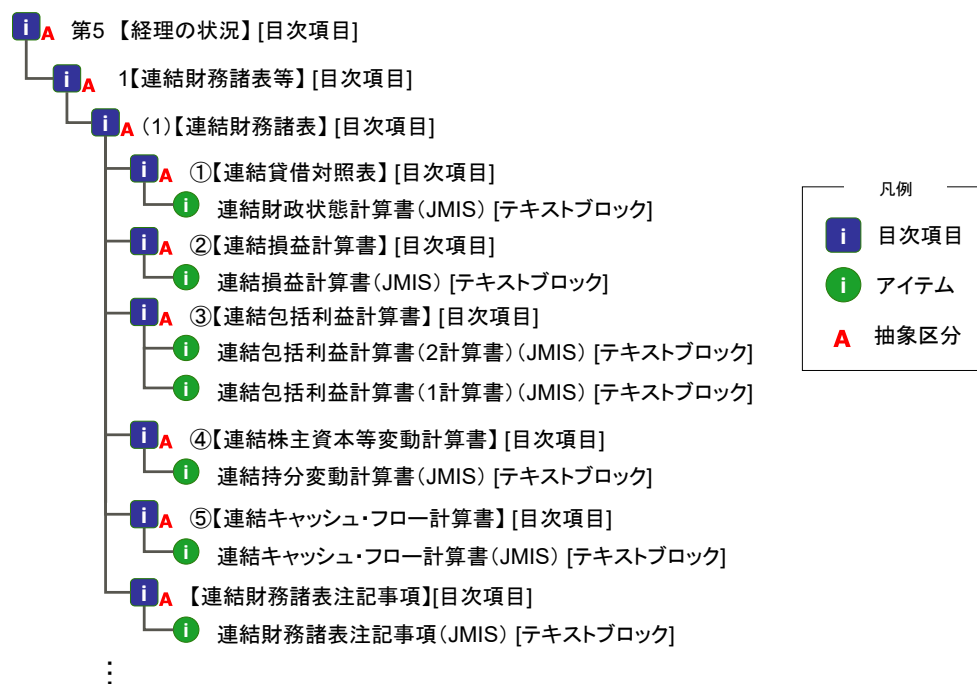 i A 第5 【経理の状況】 [目次項目]
i A 1【連結財務諸表等】 [目次項目]
i A (1)【連結財務諸表】 [目次項目]
i A ①【連結貸借対照表】 [目次項目]
i 連結財政状態計算書(JMIS) [テキストブロック]
i A ②【連結損益計算書】 [目次項目]
i 連結損益計算書(JMIS) [テキストブロック]
i A ③【連結包括利益計算書】 [目次項目]
i 連結包括利益計算書(2計算書)(JMIS) [テキストブロック]
i 連結包括利益計算書(1計算書)(JMIS) [テキストブロック]
i A ④【連結株主資本等変動計算書】 [目次項目]
i 連結持分変動計算書(JMIS) [テキストブロック]
i A ⑤【連結キャッシュ・フロー計算書】 [目次項目]
i 連結キャッシュ・フロー計算書(JMIS) [テキストブロック]
i A 【連結財務諸表注記事項】[目次項目]
i 連結財務諸表注記事項(JMIS) [テキストブロック]
⋮
凡例
i 目次項目
i アイテム
A 抽象区分